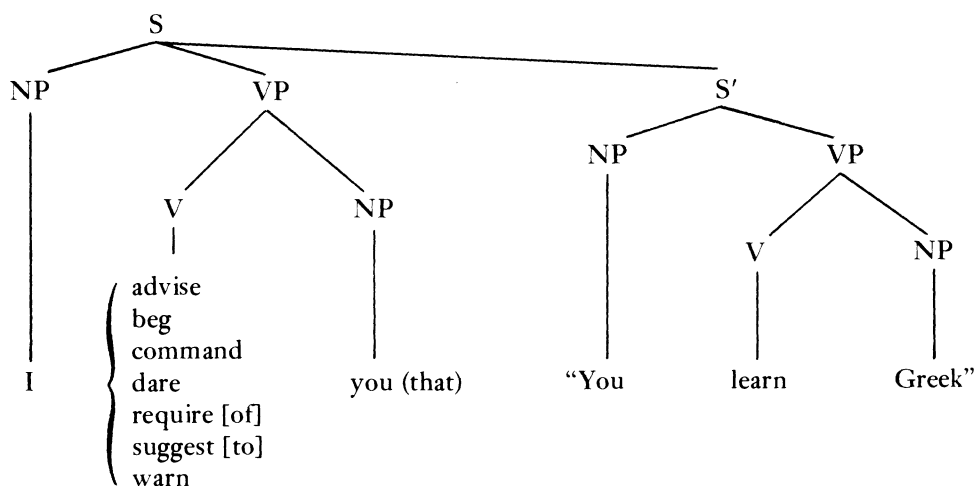 S
NP VP S′
NP VP
V NP
V NP
advise
beg
command
I dare you (that) “You learn Greek”
require [of]
suggest [to]
warn